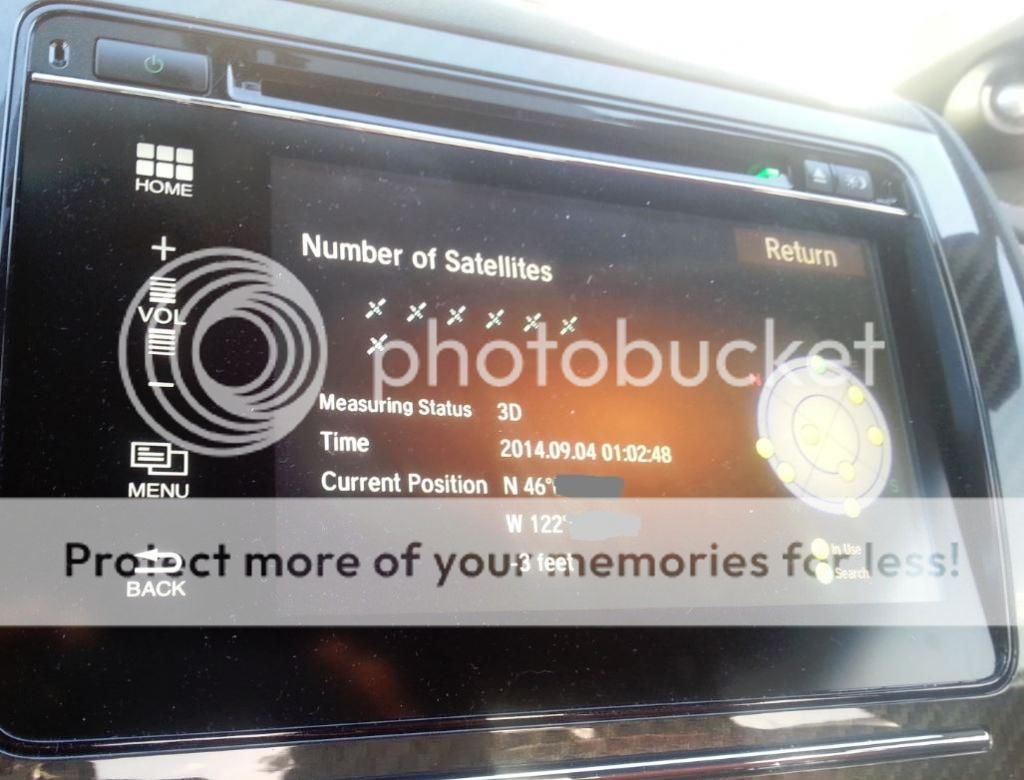 HOME
+
VOL
−
MENU
BACK
Number of Satellites
Return
Measuring Status 3D
Time 2014.09.04 01:02:48
Current Position N 46°
W 122°
-3 feet
In Use
Search
photobucket
Protect more of your memories for less!